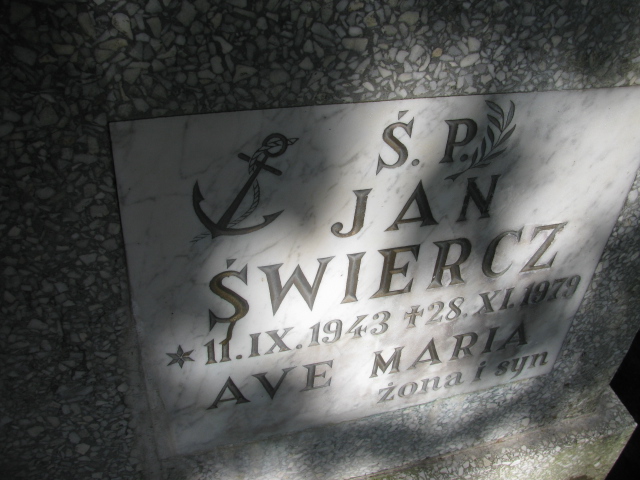 Ś. P.
JAN
ŚWIERCZ
* 11.IX.1943 ✝28.XI.1979
AVE MARIA
żona i syn